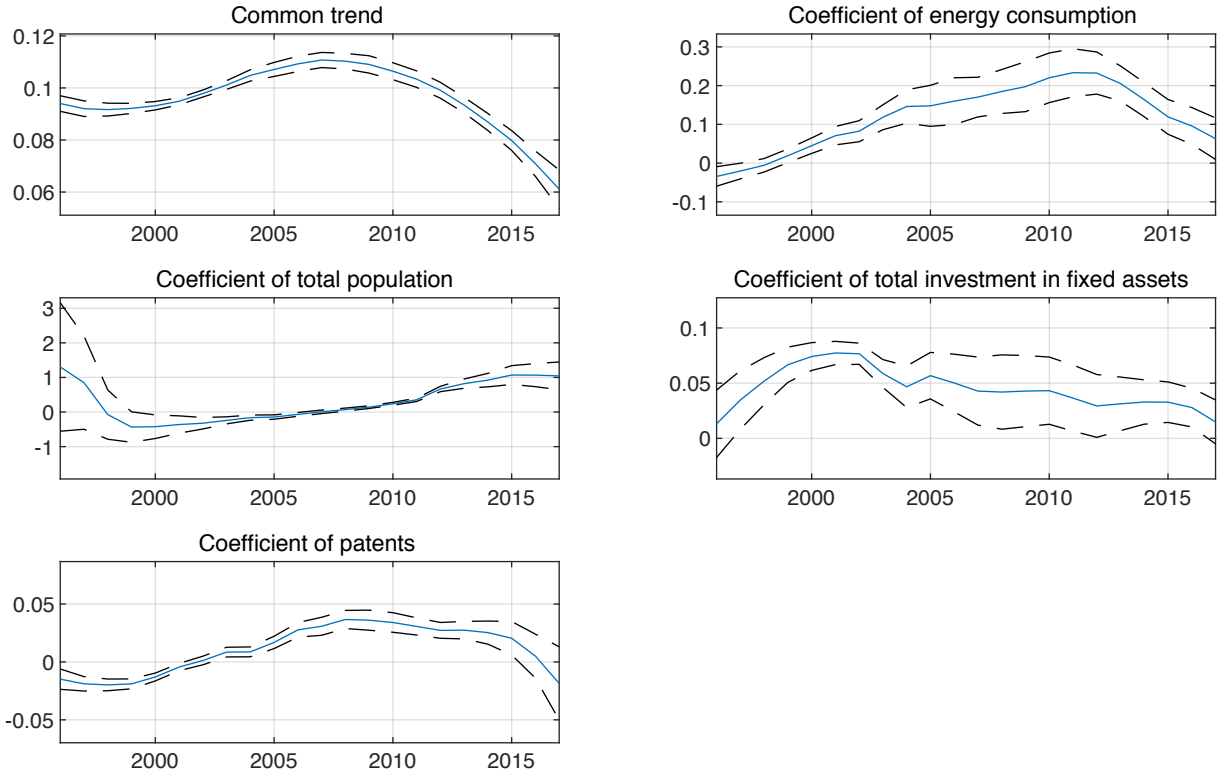 Common trend
0.12
0.1
0.08
0.06
2000 2005 2010 2015
Coefficient of energy consumption
0.3
0.2
0.1
0
-0.1
2000 2005 2010 2015
Coefficient of total population
3
2
1
0
-1
2000 2005 2010 2015
Coefficient of total investment in fixed assets
0.1
0.05
0
2000 2005 2010 2015
Coefficient of patents
0.05
0
-0.05
2000 2005 2010 2015